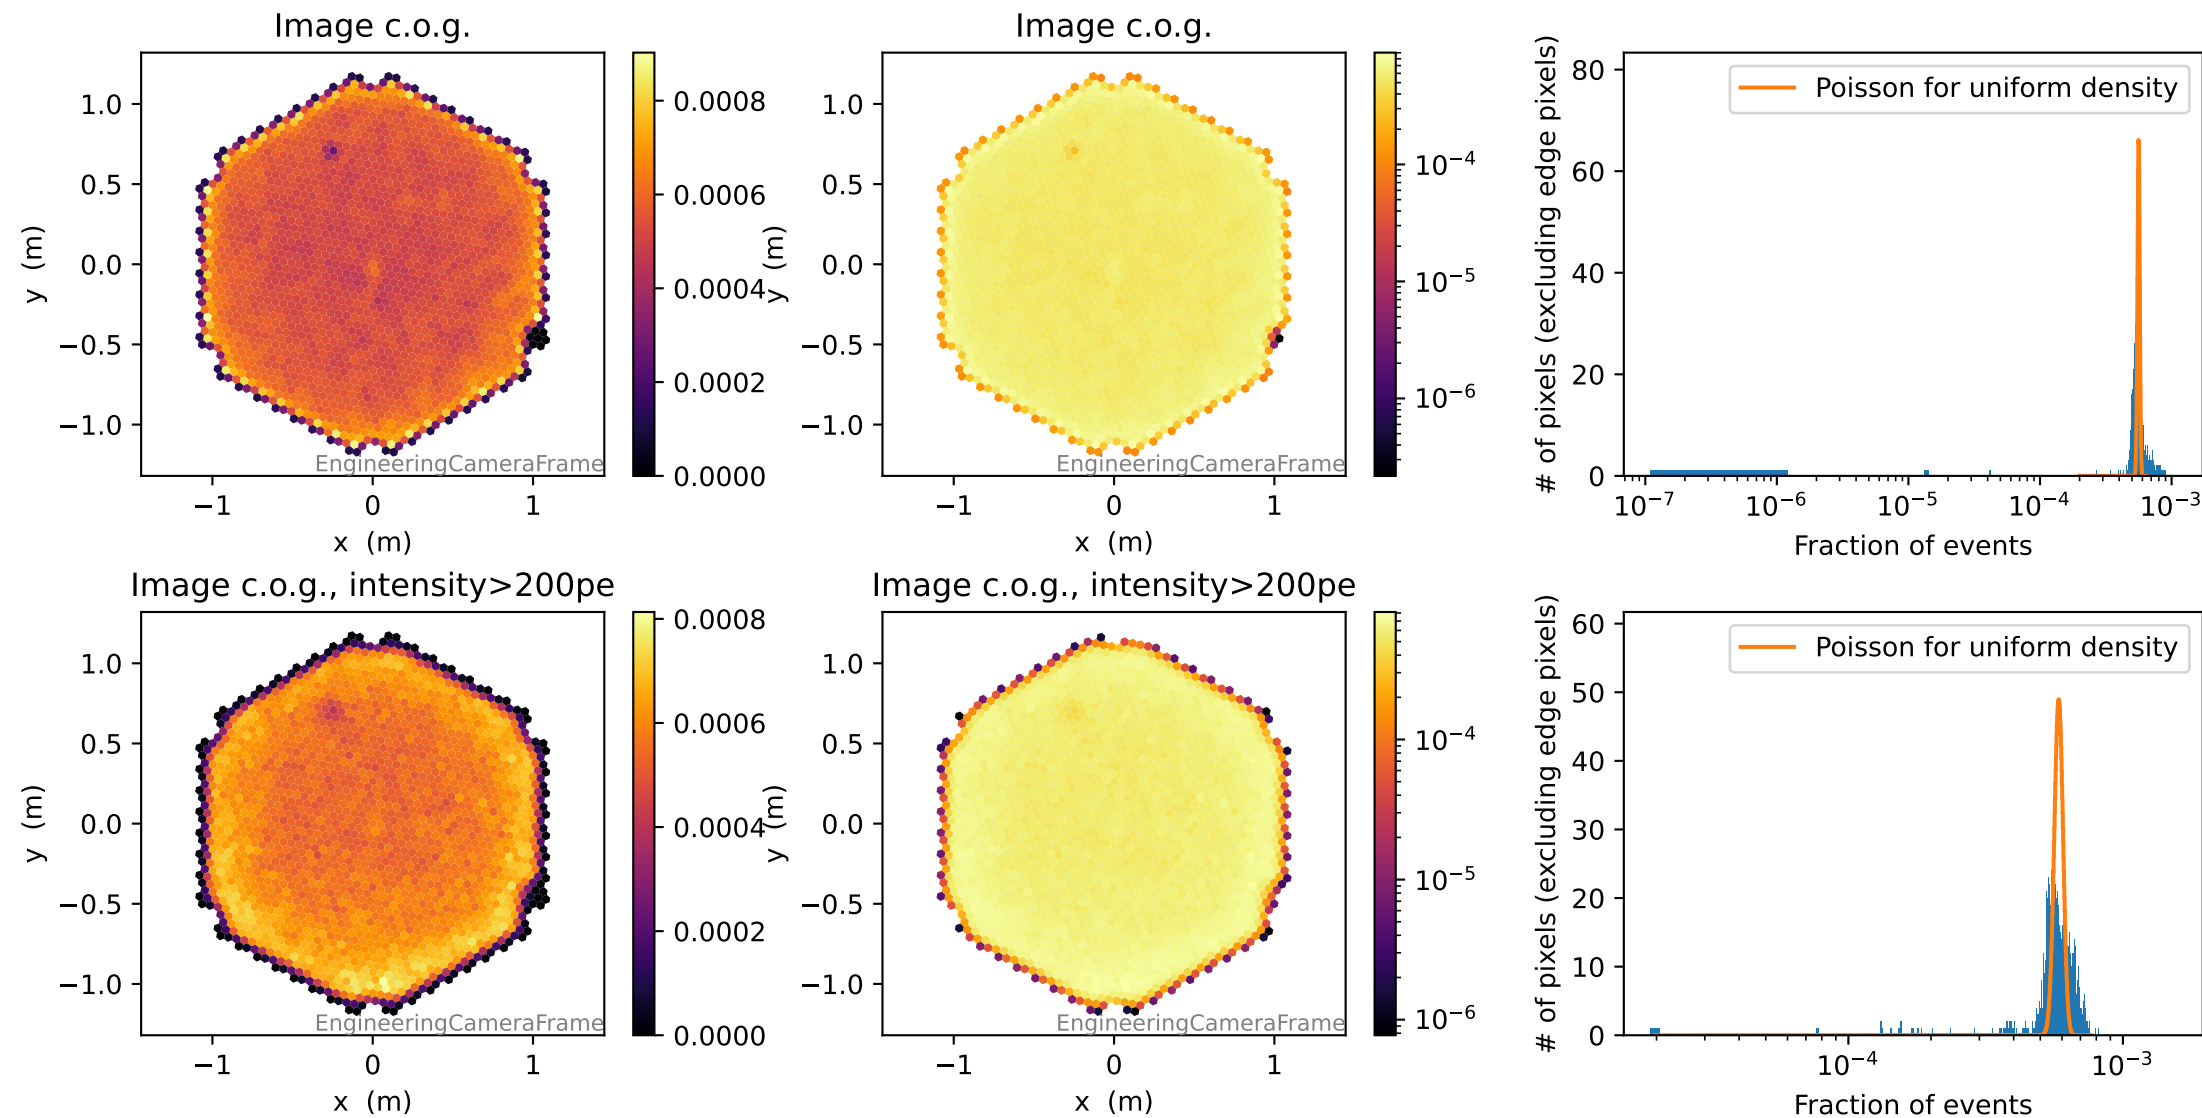 Image c.o.g.
y (m)
1.0
0.5
0.0
−0.5
−1.0
EngineeringCameraFrame
−1 0 1
x (m)
0.0008
0.0006
0.0004
0.0002
0.0000
Image c.o.g.
y (m)
1.0
0.5
0.0
−0.5
−1.0
EngineeringCameraFrame
−1 0 1
x (m)
10⁻⁴
10⁻⁵
10⁻⁶
# of pixels (excluding edge pixels)
80
60
40
20
0
Poisson for uniform density
10⁻⁷ 10⁻⁶ 10⁻⁵ 10⁻⁴ 10⁻³
Fraction of events
Image c.o.g., intensity>200pe
y (m)
1.0
0.5
0.0
−0.5
−1.0
EngineeringCameraFrame
−1 0 1
x (m)
0.0008
0.0006
0.0004
0.0002
0.0000
Image c.o.g., intensity>200pe
y (m)
1.0
0.5
0.0
−0.5
−1.0
EngineeringCameraFrame
−1 0 1
x (m)
10⁻⁴
10⁻⁵
10⁻⁶
# of pixels (excluding edge pixels)
60
50
40
30
20
10
0
Poisson for uniform density
10⁻⁴ 10⁻³
Fraction of events